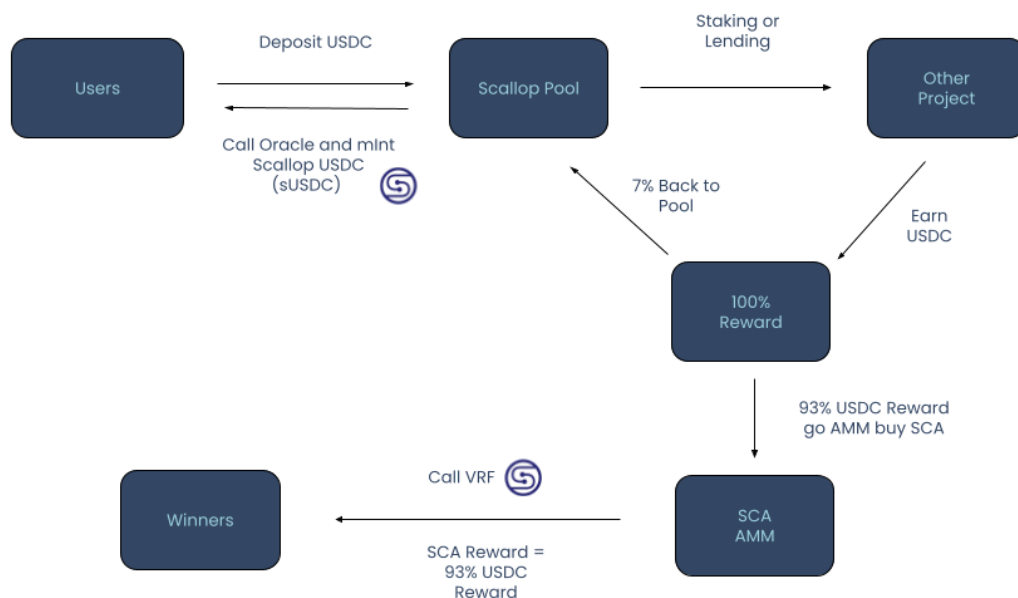 Deposit USDC
Staking or
Lending
Users
Scallop Pool
Other
Project
Call Oracle and mInt
Scallop USDC
(sUSDC)
7% Back to
Pool
Earn
USDC
100%
Reward
93% USDC Reward
go AMM buy SCA
Call VRF
Winners
SCA
AMM
SCA Reward =
93% USDC
Reward